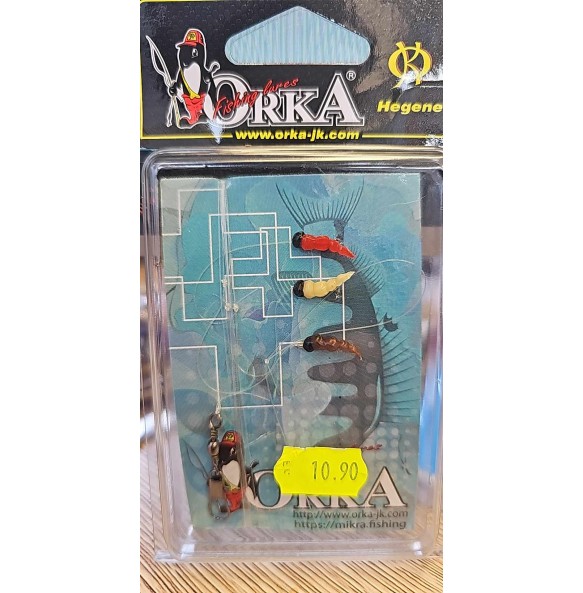 Fishing lures
ORKA®
www.orka-jk.com
Hegene
10.90
ORKA
http://www.orka-jk.com
https://mikra.fishing